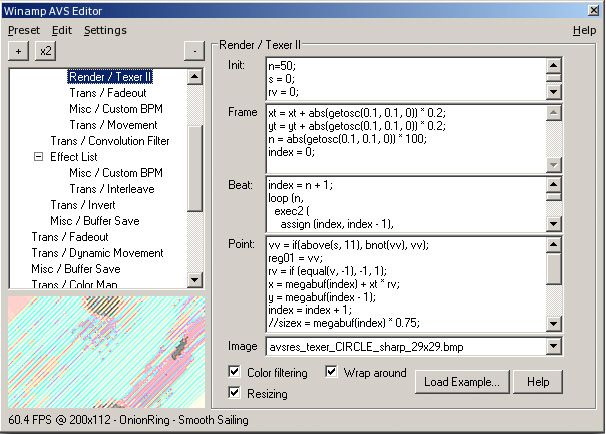 Winamp AVS Editor
Preset Edit Settings Help
+ x2 -
Render / Texer II
Trans / Fadeout
Misc / Custom BPM
Trans / Movement
Trans / Convolution Filter
Effect List
Misc / Custom BPM
Trans / Interleave
Trans / Invert
Misc / Buffer Save
Trans / Fadeout
Trans / Dynamic Movement
Misc / Buffer Save
Trans / Color Map
Render / Texer II
Init:
n=50;
s = 0;
rv = 0;
Frame
xt = xt + abs(getosc(0.1, 0.1, 0)) * 0.2;
yt = yt + abs(getosc(0.1, 0.1, 0)) * 0.2;
n = abs(getosc(0.1, 0.1, 0)) * 100;
index = 0;
Beat:
index = n + 1;
loop (n,
exec2 (
assign (index, index - 1),
Point:
vv = if(above(s, 11), bnot(vv), vv);
reg01 = vv;
rv = if (equal(v, -1), -1, 1);
x = megabuf(index) + xt * rv;
y = megabuf(index - 1);
index = index + 1;
//sizex = megabuf(index) * 0.75;
Image
avsres_texer_CIRCLE_sharp_29x29.bmp
Color filtering
Wrap around
Resizing
Load Example...
Help
60.4 FPS @ 200x112 - OnionRing - Smooth Sailing